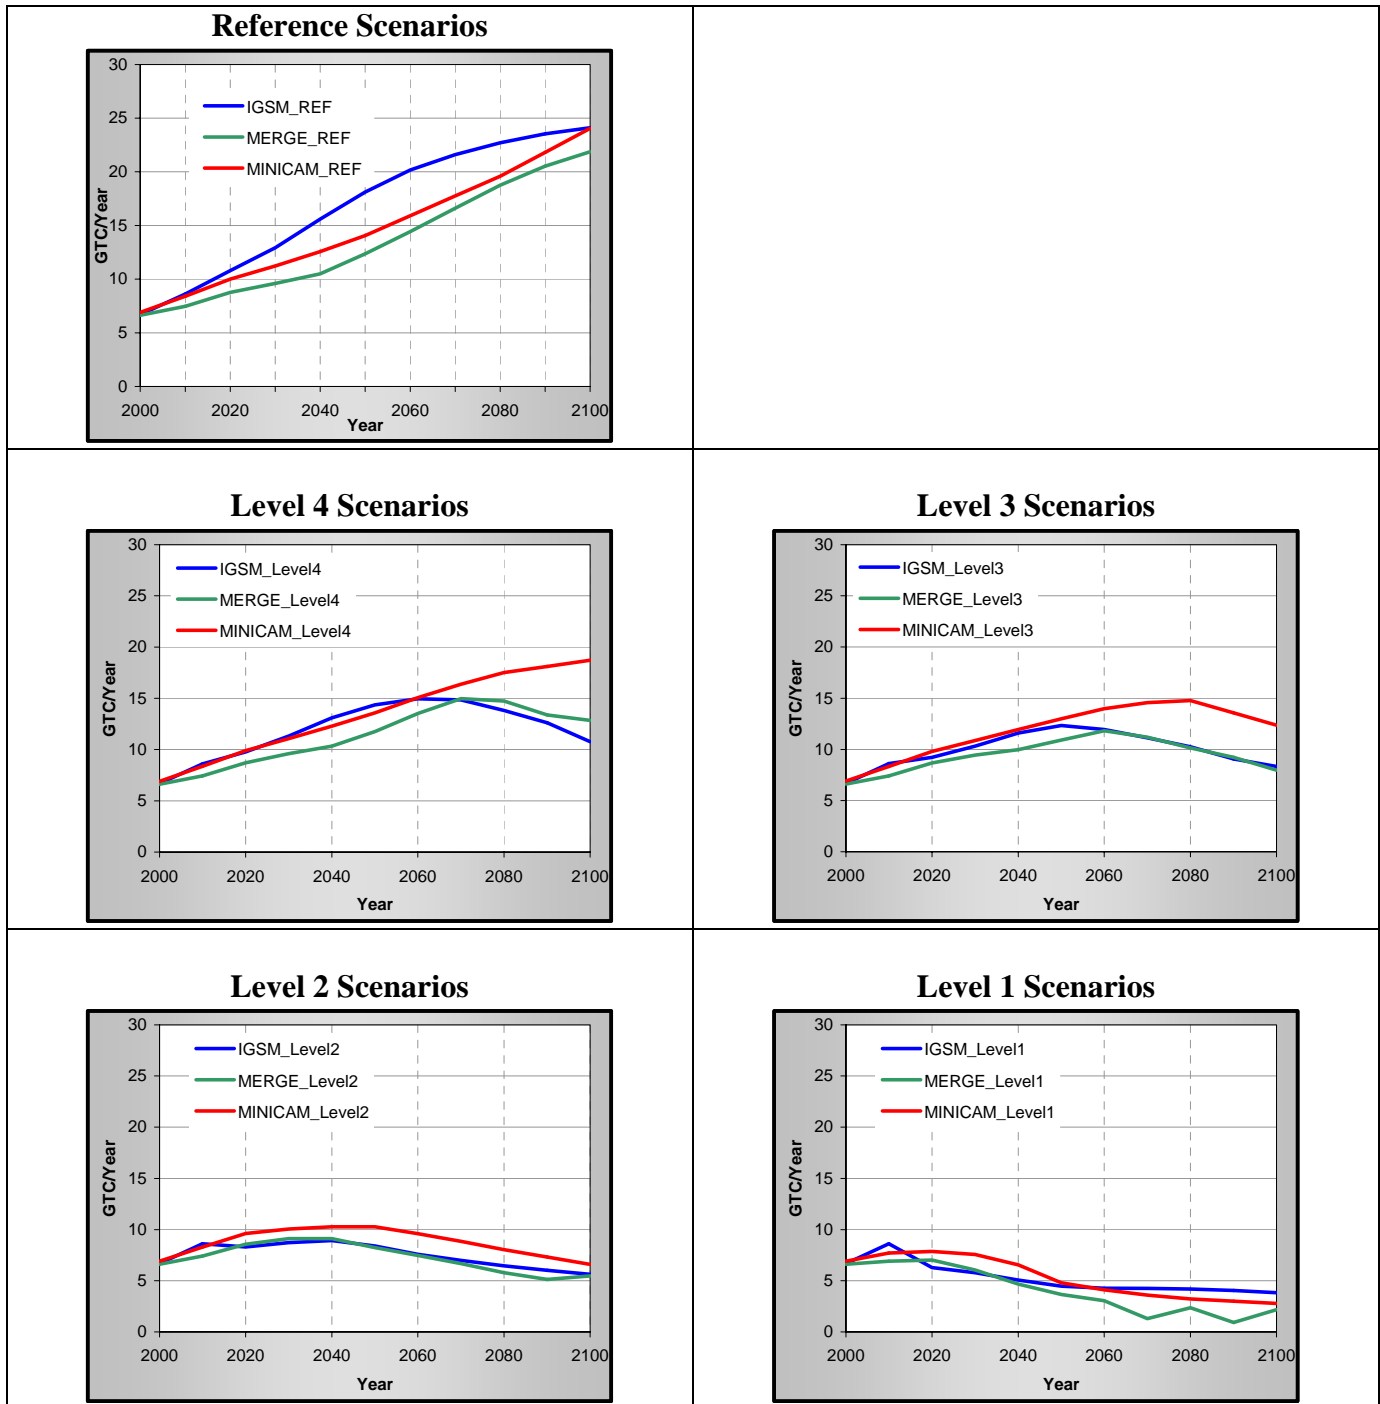 Reference Scenarios
30
25
20
15
10
5
0
GTC/Year
IGSM_REF
MERGE_REF
MINICAM_REF
2000 2020 2040 2060 2080 2100
Year
Level 4 Scenarios
30
25
20
15
10
5
0
GTC/Year
IGSM_Level4
MERGE_Level4
MINICAM_Level4
2000 2020 2040 2060 2080 2100
Year
Level 3 Scenarios
30
25
20
15
10
5
0
GTC/Year
IGSM_Level3
MERGE_Level3
MINICAM_Level3
2000 2020 2040 2060 2080 2100
Year
Level 2 Scenarios
30
25
20
15
10
5
0
GTC/Year
IGSM_Level2
MERGE_Level2
MINICAM_Level2
2000 2020 2040 2060 2080 2100
Year
Level 1 Scenarios
30
25
20
15
10
5
0
GTC/Year
IGSM_Level1
MERGE_Level1
MINICAM_Level1
2000 2020 2040 2060 2080 2100
Year